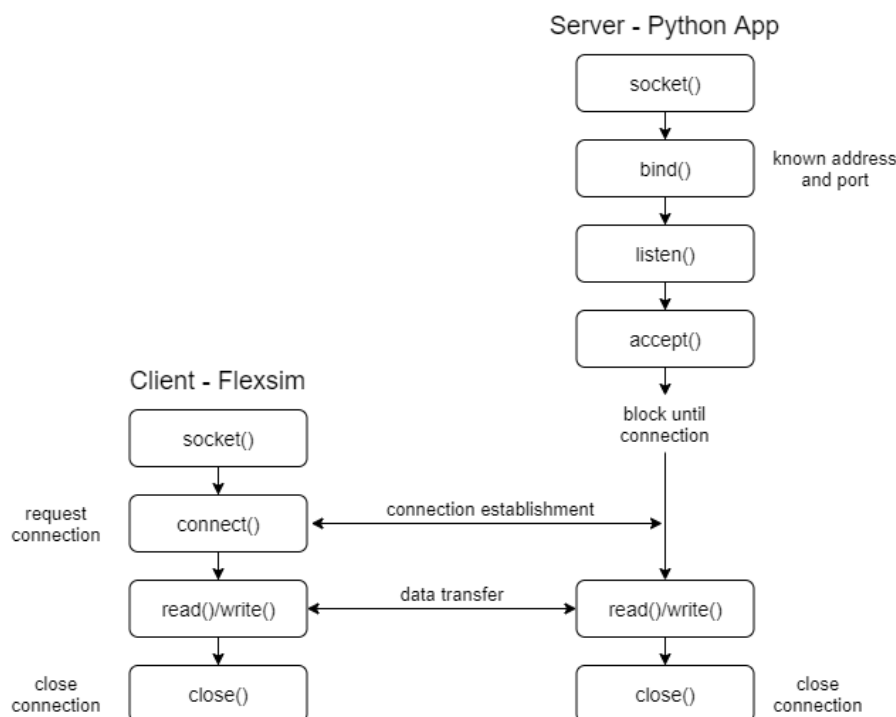 Server - Python App
socket()
bind()
known address
and port
listen()
accept()
block until
connection
Client - Flexsim
socket()
request
connection
connect()
connection establishment
read()/write()
data transfer
read()/write()
close
connection
close()
close()
close
connection